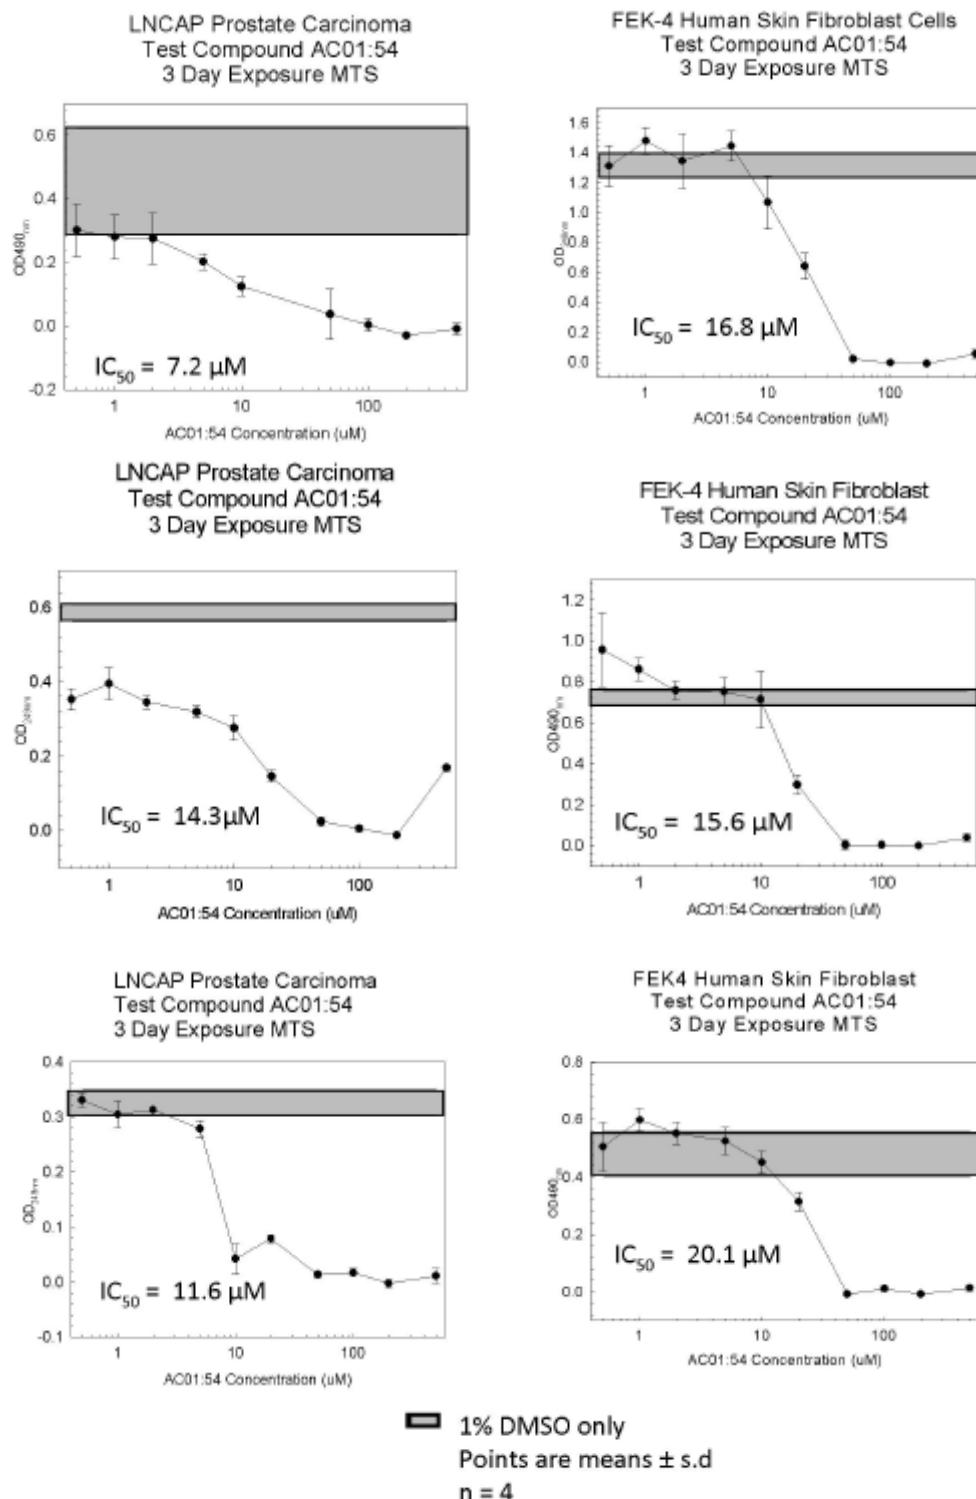 LNCAP Prostate Carcinoma
Test Compound AC01:54
3 Day Exposure MTS
0.6
0.4
0.2
0.0
-0.2
OD490nm
IC50 = 7.2 µM
1 10 100
AC01:54 Concentration (uM)
FEK-4 Human Skin Fibroblast Cells
Test Compound AC01:54
3 Day Exposure MTS
1.6
1.4
1.2
1.0
0.8
0.6
0.4
0.2
0.0
IC50 = 16.8 µM
1 10 100
AC01:54 Concentration (uM)
LNCAP Prostate Carcinoma
Test Compound AC01:54
3 Day Exposure MTS
0.6
0.4
0.2
0.0
IC50 = 14.3µM
1 10 100
AC01:54 Concentration (uM)
FEK-4 Human Skin Fibroblast
Test Compound AC01:54
3 Day Exposure MTS
1.2
1.0
0.8
0.6
0.4
0.2
0.0
IC50 = 15.6 µM
1 10 100
AC01:54 Concentration (uM)
LNCAP Prostate Carcinoma
Test Compound AC01:54
3 Day Exposure MTS
0.4
0.3
0.2
0.1
0.0
-0.1
IC50 = 11.6 µM
1 10 100
AC01:54 Concentration (uM)
FEK4 Human Skin Fibroblast
Test Compound AC01:54
3 Day Exposure MTS
0.8
0.6
0.4
0.2
0.0
IC50 = 20.1 µM
1 10 100
AC01:54 Concentration (uM)
1% DMSO only
Points are means ± s.d
n = 4